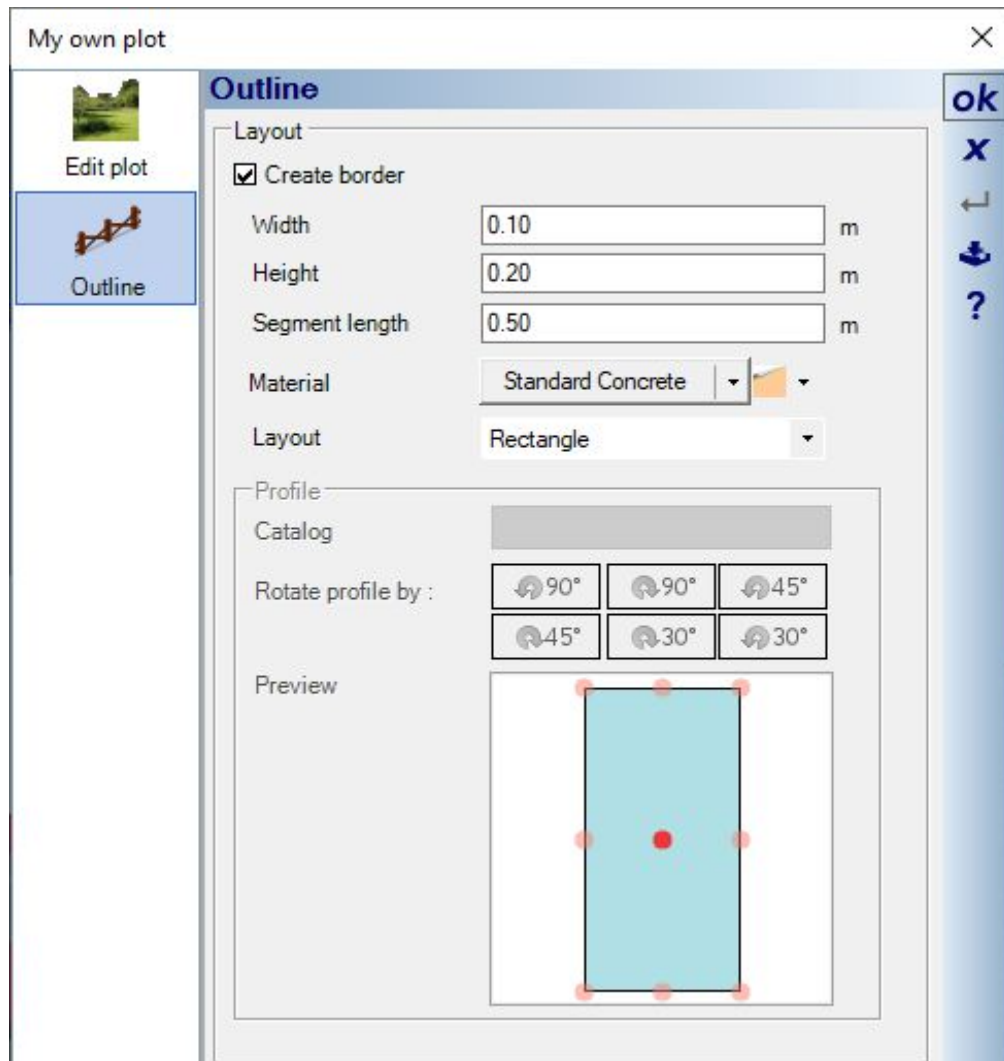 My own plot
Edit plot
Outline
Outline
Layout
Create border
Width 0.10 m
Height 0.20 m
Segment length 0.50 m
Material Standard Concrete
Layout Rectangle
Profile
Catalog
Rotate profile by : 90° 90° 45°
45° 30° 30°
Preview
ok
x
?